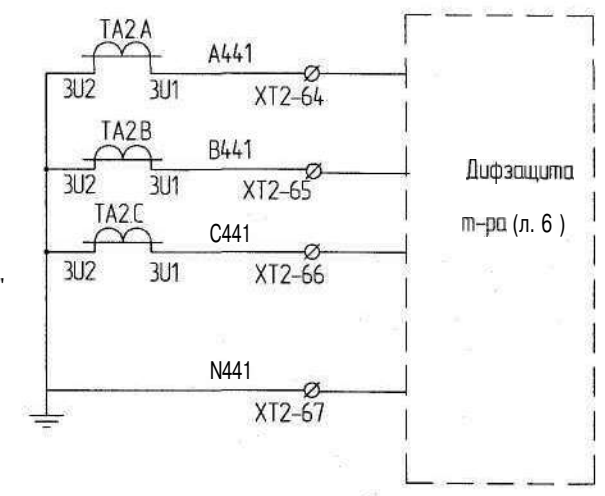 TA2.A
A441
3U2
3U1
XT2-64
TA2.B
B441
3U2
3U1
XT2-65
Дифзащита
т-ра (л. 6 )
TA2.C
C441
3U2
3U1
XT2-66
N441
XT2-67